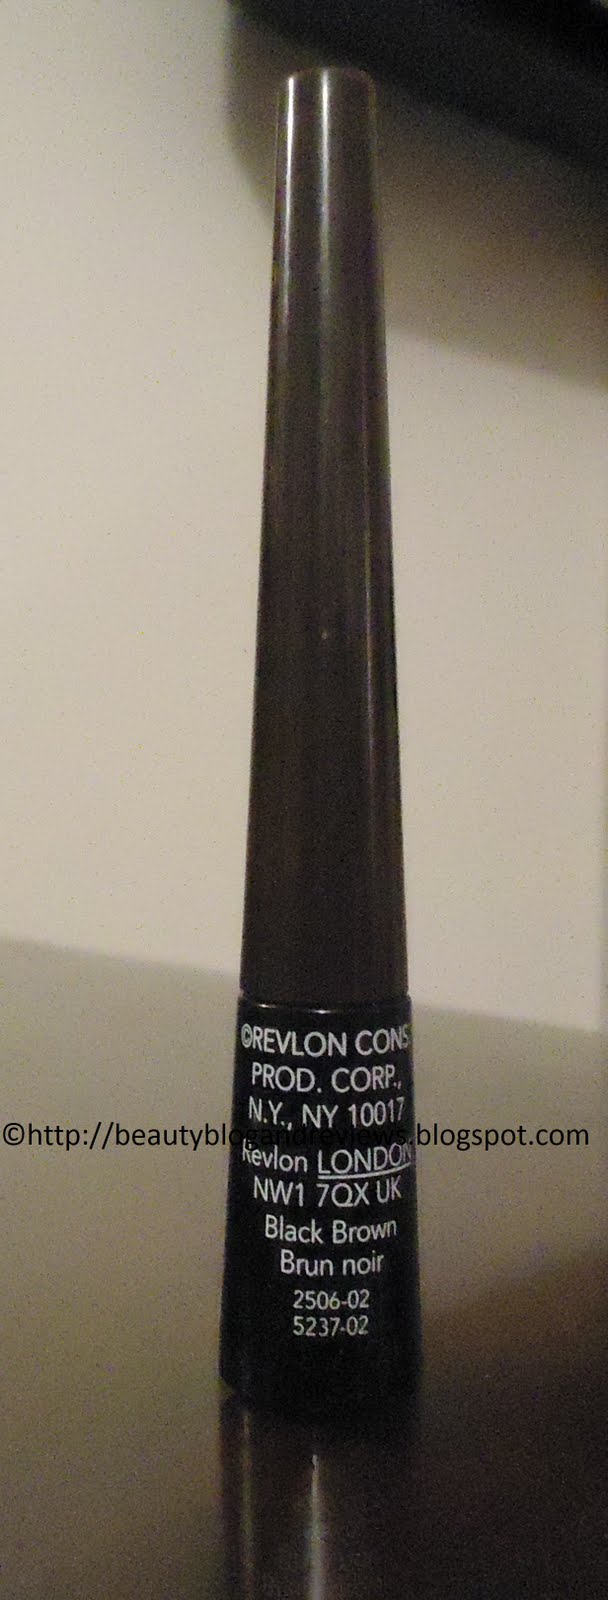 ©REVLON CONS.
PROD. CORP.,
N.Y., NY 10017
©http://beautyblogandreviews.blogspot.com
Revlon LONDON
NW1 7QX UK
Black Brown
Brun noir
2506-02
5237-02